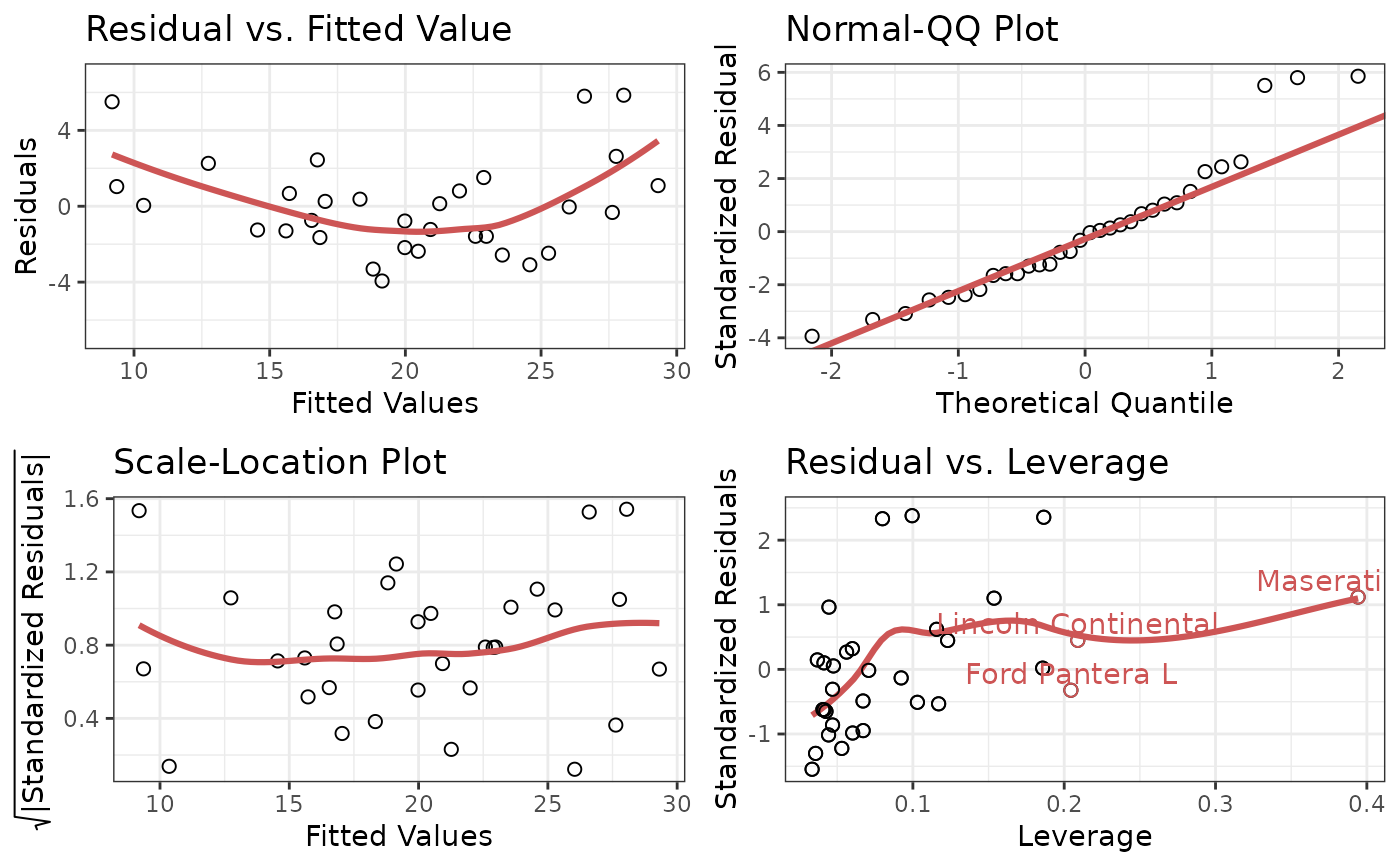 Residual vs. Fitted Value
Residuals
4
0
-4
10 15 20 25 30
Fitted Values
Normal-QQ Plot
Standardized Residual
6
4
2
0
-2
-4
-2 -1 0 1 2
Theoretical Quantile
Scale-Location Plot
√|Standardized Residuals|
1.6
1.2
0.8
0.4
10 15 20 25 30
Fitted Values
Residual vs. Leverage
Standardized Residuals
2
1
0
-1
Maserati
Lincoln Continental
Ford Pantera L
0.1 0.2 0.3 0.4
Leverage